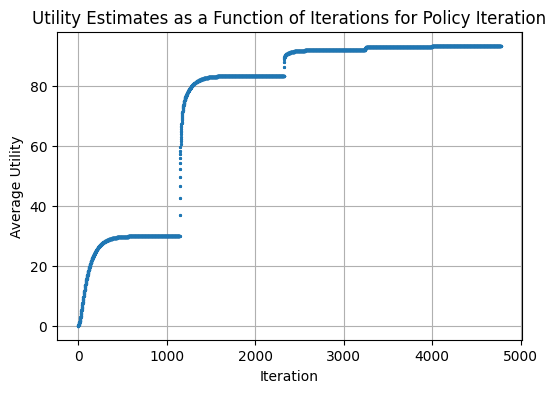 Utility Estimates as a Function of Iterations for Policy Iteration
Average Utility
80
60
40
20
0
0 1000 2000 3000 4000 5000
Iteration